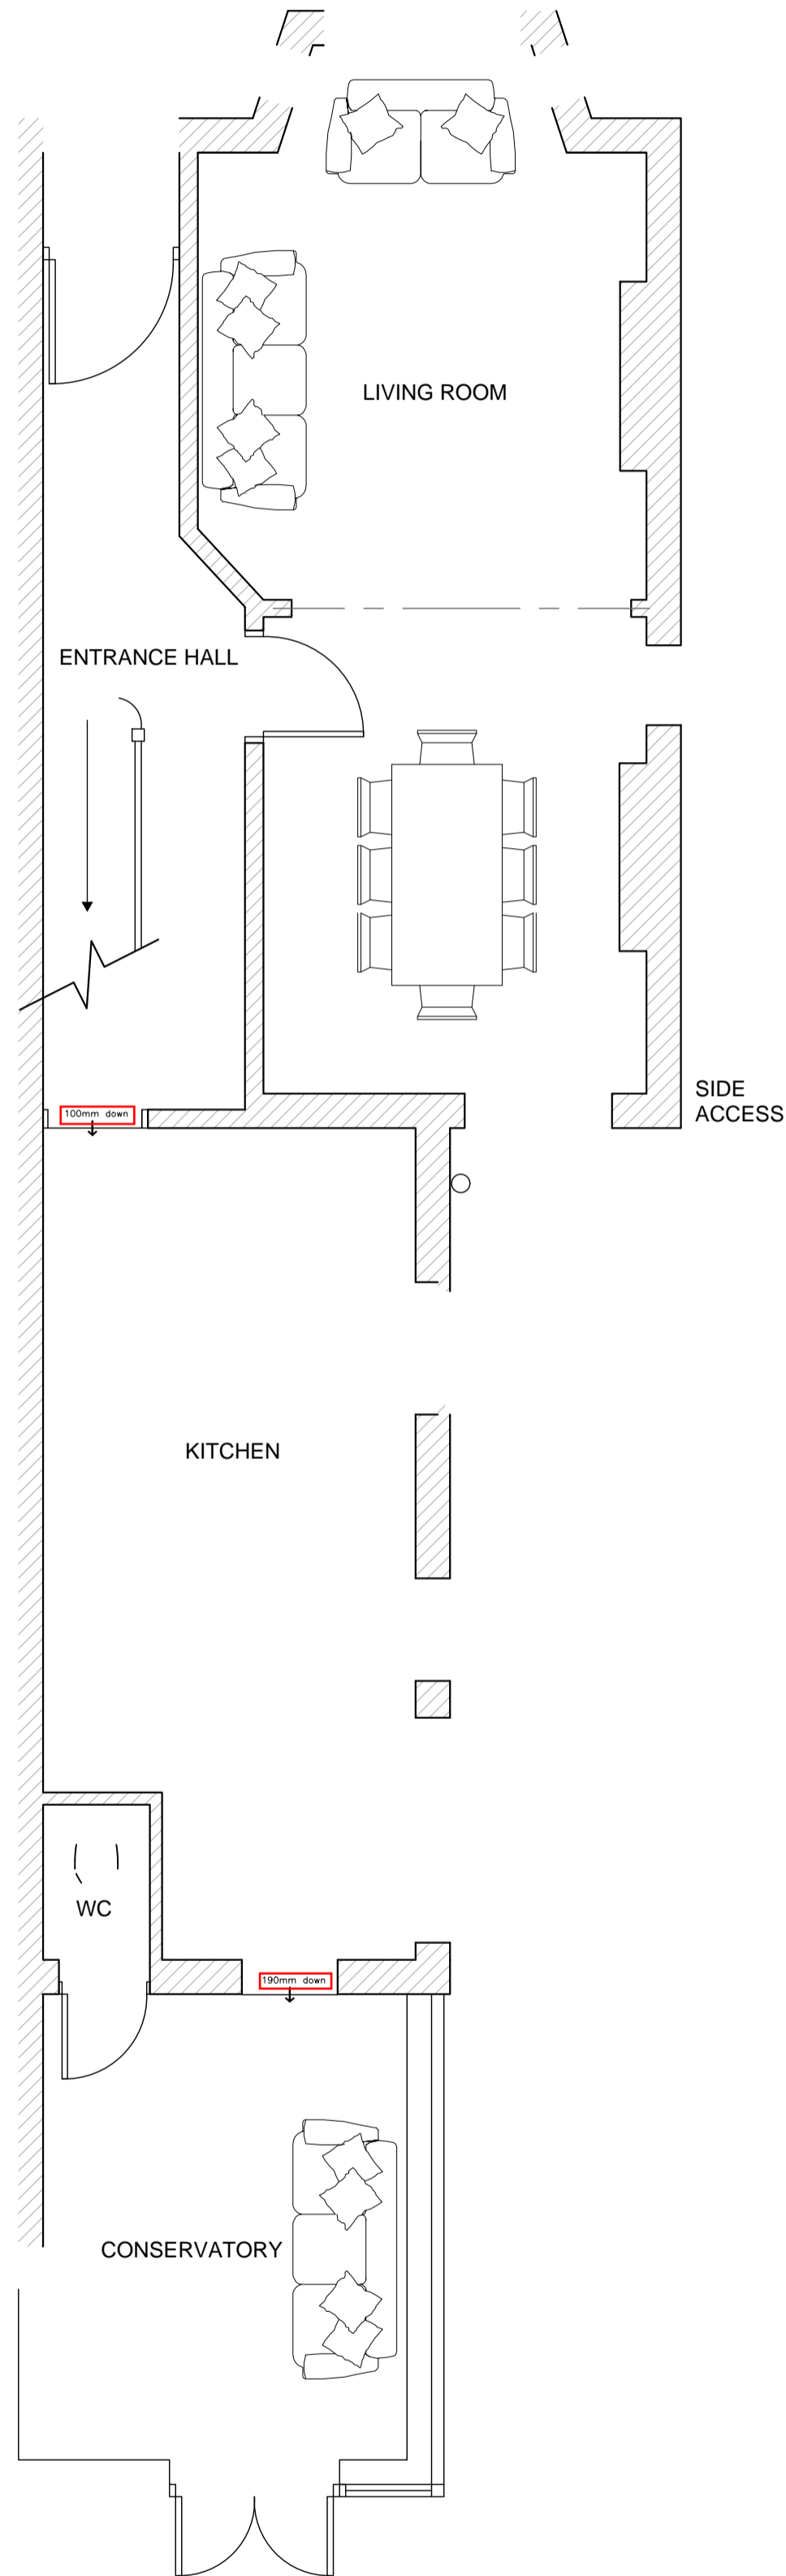 LIVING ROOM
ENTRANCE HALL
SIDE
ACCESS
100mm down
KITCHEN
WC
190mm down
CONSERVATORY